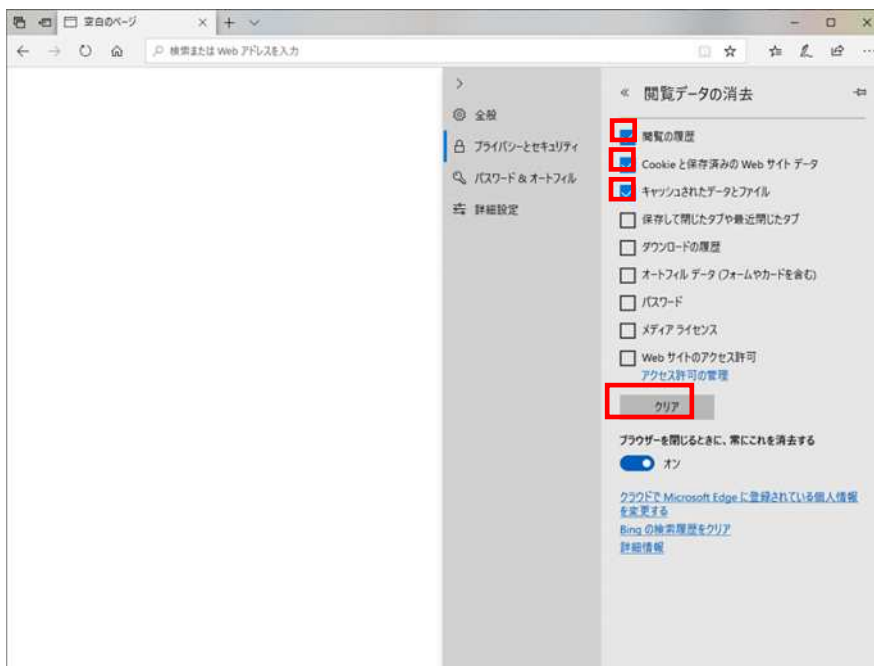 空白のページ
検索または Web アドレスを入力
全般
プライバシーとセキュリティ
パスワード & オートフィル
詳細設定
閲覧データの消去
閲覧の履歴
Cookie と保存済みの Web サイト データ
キャッシュされたデータとファイル
保存して閉じたタブや最近閉じたタブ
ダウンロードの履歴
オートフィル データ (フォームやカードを含む)
パスワード
メディア ライセンス
Web サイトのアクセス許可
アクセス許可の管理
クリア
ブラウザーを閉じるときに、常にこれを消去する
オン
クラウドで Microsoft Edge に登録されている個人情報
を変更する
Bing の検索履歴をクリア
詳細情報